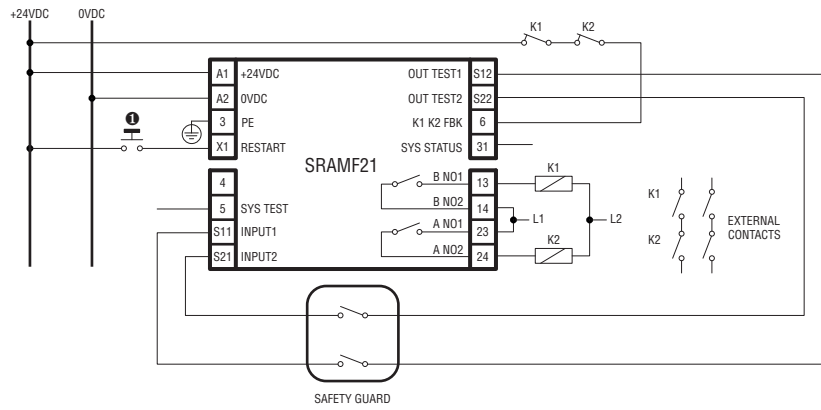 +24VDC 0VDC
K1 K2
A1 +24VDC OUT TEST1 S12
A2 0VDC OUT TEST2 S22
3 PE K1 K2 FBK 6
❶
X1 RESTART SYS STATUS 31
SRAMF21
K1
4 B NO1 13
5 SYS TEST B NO2 14
L1 L2
S11 INPUT1 A NO1 23
S21 INPUT2 A NO2 24
K2
K1
K2
EXTERNAL
CONTACTS
SAFETY GUARD